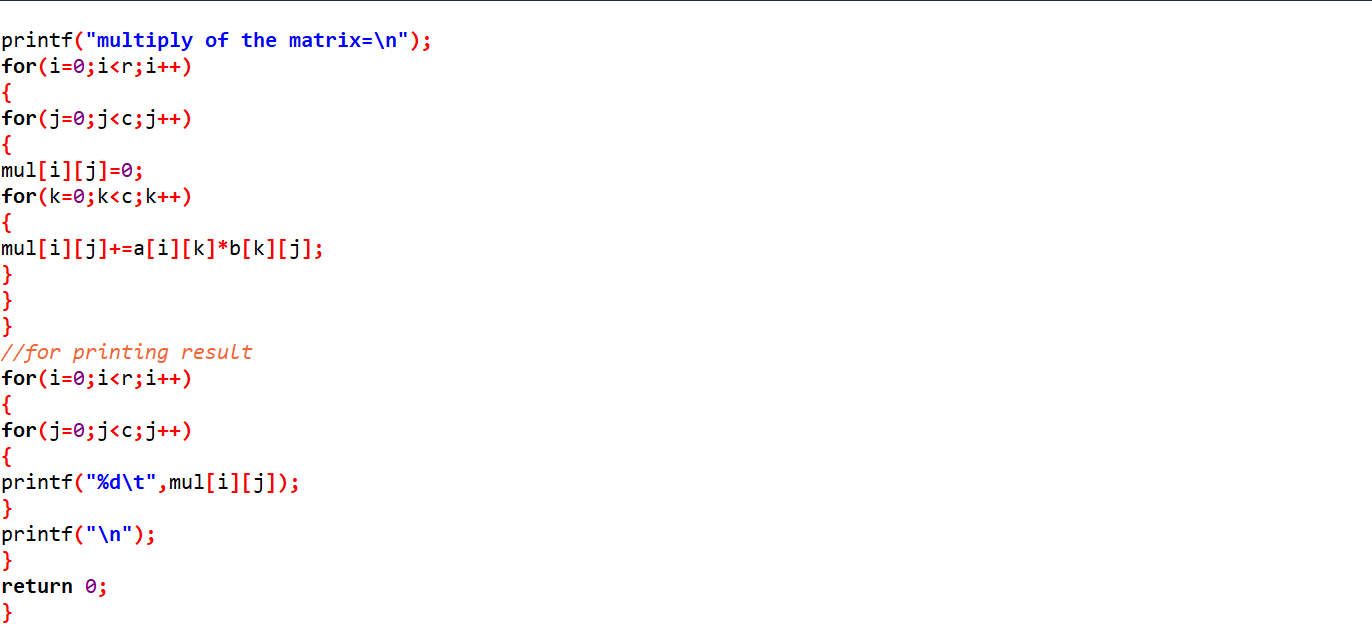 printf("multiply of the matrix=\n");
for(i=0;i<r;i++)
{
for(j=0;j<c;j++)
{
mul[i][j]=0;
for(k=0;k<c;k++)
{
mul[i][j]+=a[i][k]*b[k][j];
}
}
}
//for printing result
for(i=0;i<r;i++)
{
for(j=0;j<c;j++)
{
printf("%d\t",mul[i][j]);
}
printf("\n");
}
return 0;
}